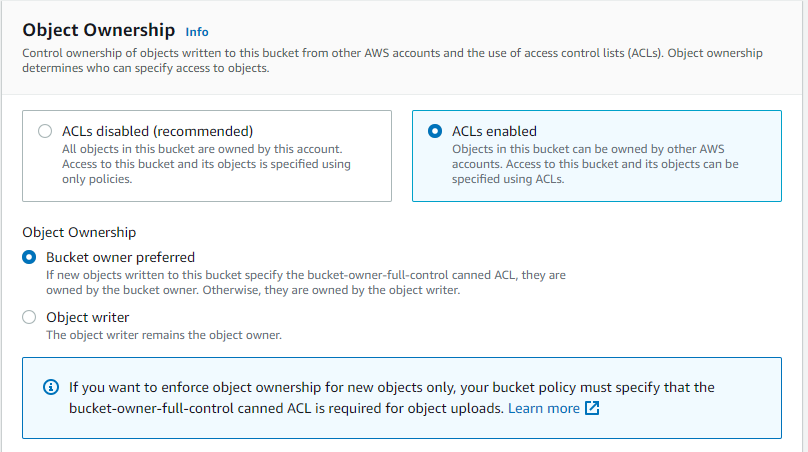 Object Ownership Info
Control ownership of objects written to this bucket from other AWS accounts and the use of access control lists (ACLs). Object ownership
determines who can specify access to objects.
ACLs disabled (recommended)
All objects in this bucket are owned by this account.
Access to this bucket and its objects is specified using
only policies.
ACLs enabled
Objects in this bucket can be owned by other AWS
accounts. Access to this bucket and its objects can be
specified using ACLs.
Object Ownership
Bucket owner preferred
If new objects written to this bucket specify the bucket-owner-full-control canned ACL, they are
owned by the bucket owner. Otherwise, they are owned by the object writer.
Object writer
The object writer remains the object owner.
If you want to enforce object ownership for new objects only, your bucket policy must specify that the
bucket-owner-full-control canned ACL is required for object uploads. Learn more